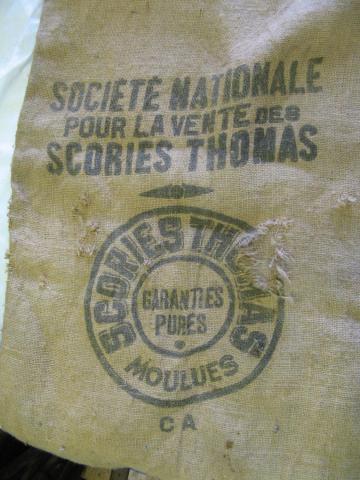 SOCIÉTÉ NATIONALE
POUR LA VENTE DES
SCORIES THOMAS
SCORIES THOMAS
GARANTIES
PURES
MOULUES
CA